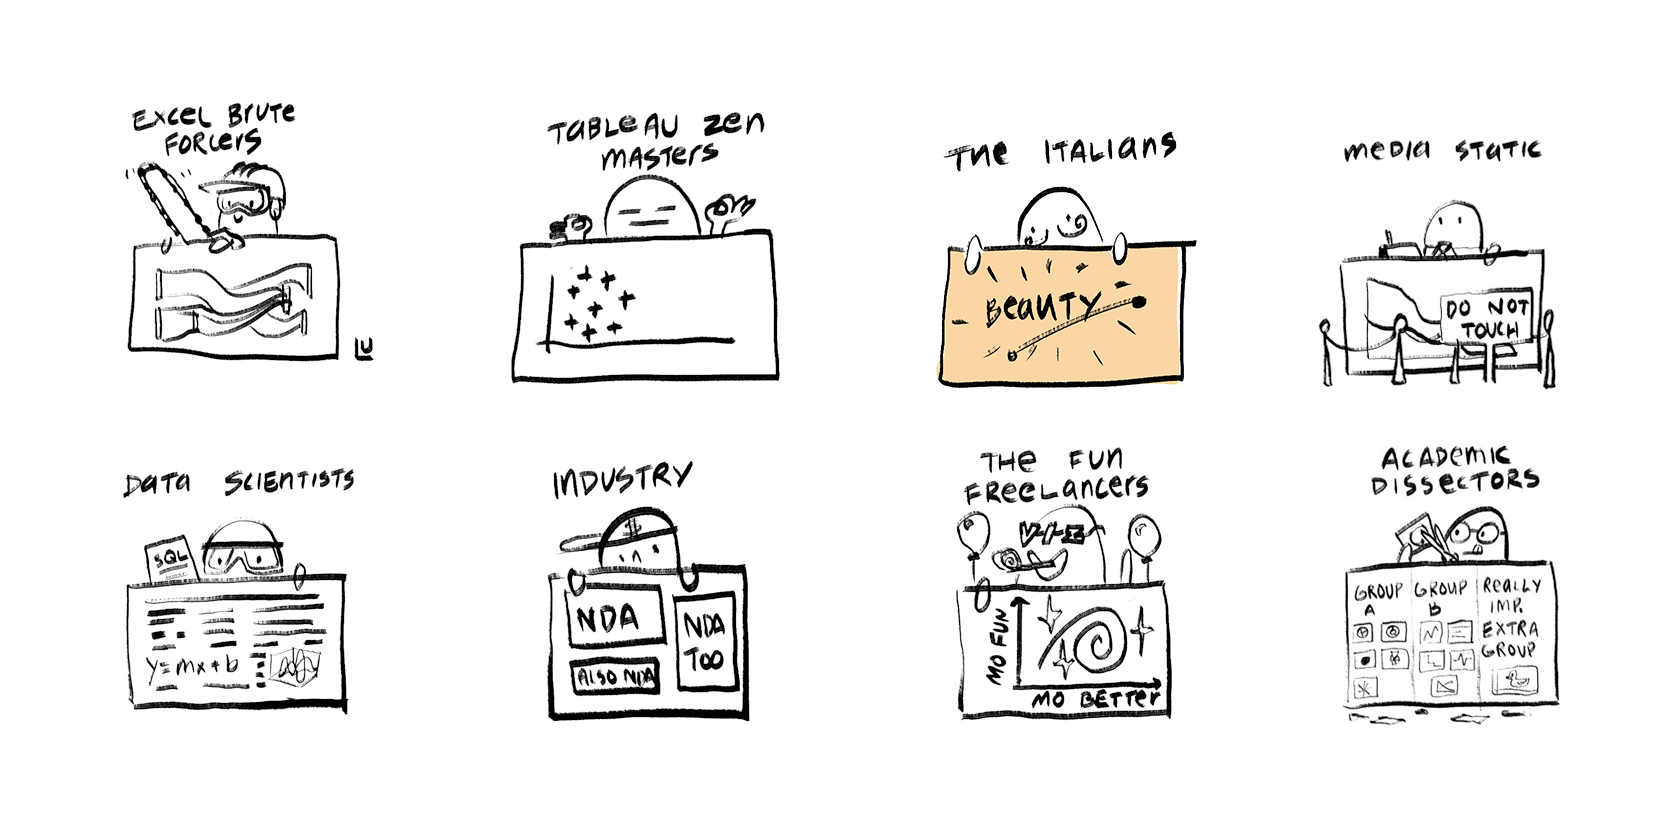 EXCEL BRUTE
FORCERS
TABLEAU ZEN
MASTERS
THE ITALIANS
MEDIA STATIC
BEAUTY
DO NOT
TOUCH
LU
DATA SCIENTISTS
SQL
y=mx+b
INDUSTRY
$
NDA
NDA
TOO
ALSO NDA
THE FUN
FREELANCERS
VIZ
MO FUN
MO BETTER
ACADEMIC
DISSECTORS
GROUP
A
GROUP
B
REALLY
IMP.
EXTRA
GROUP